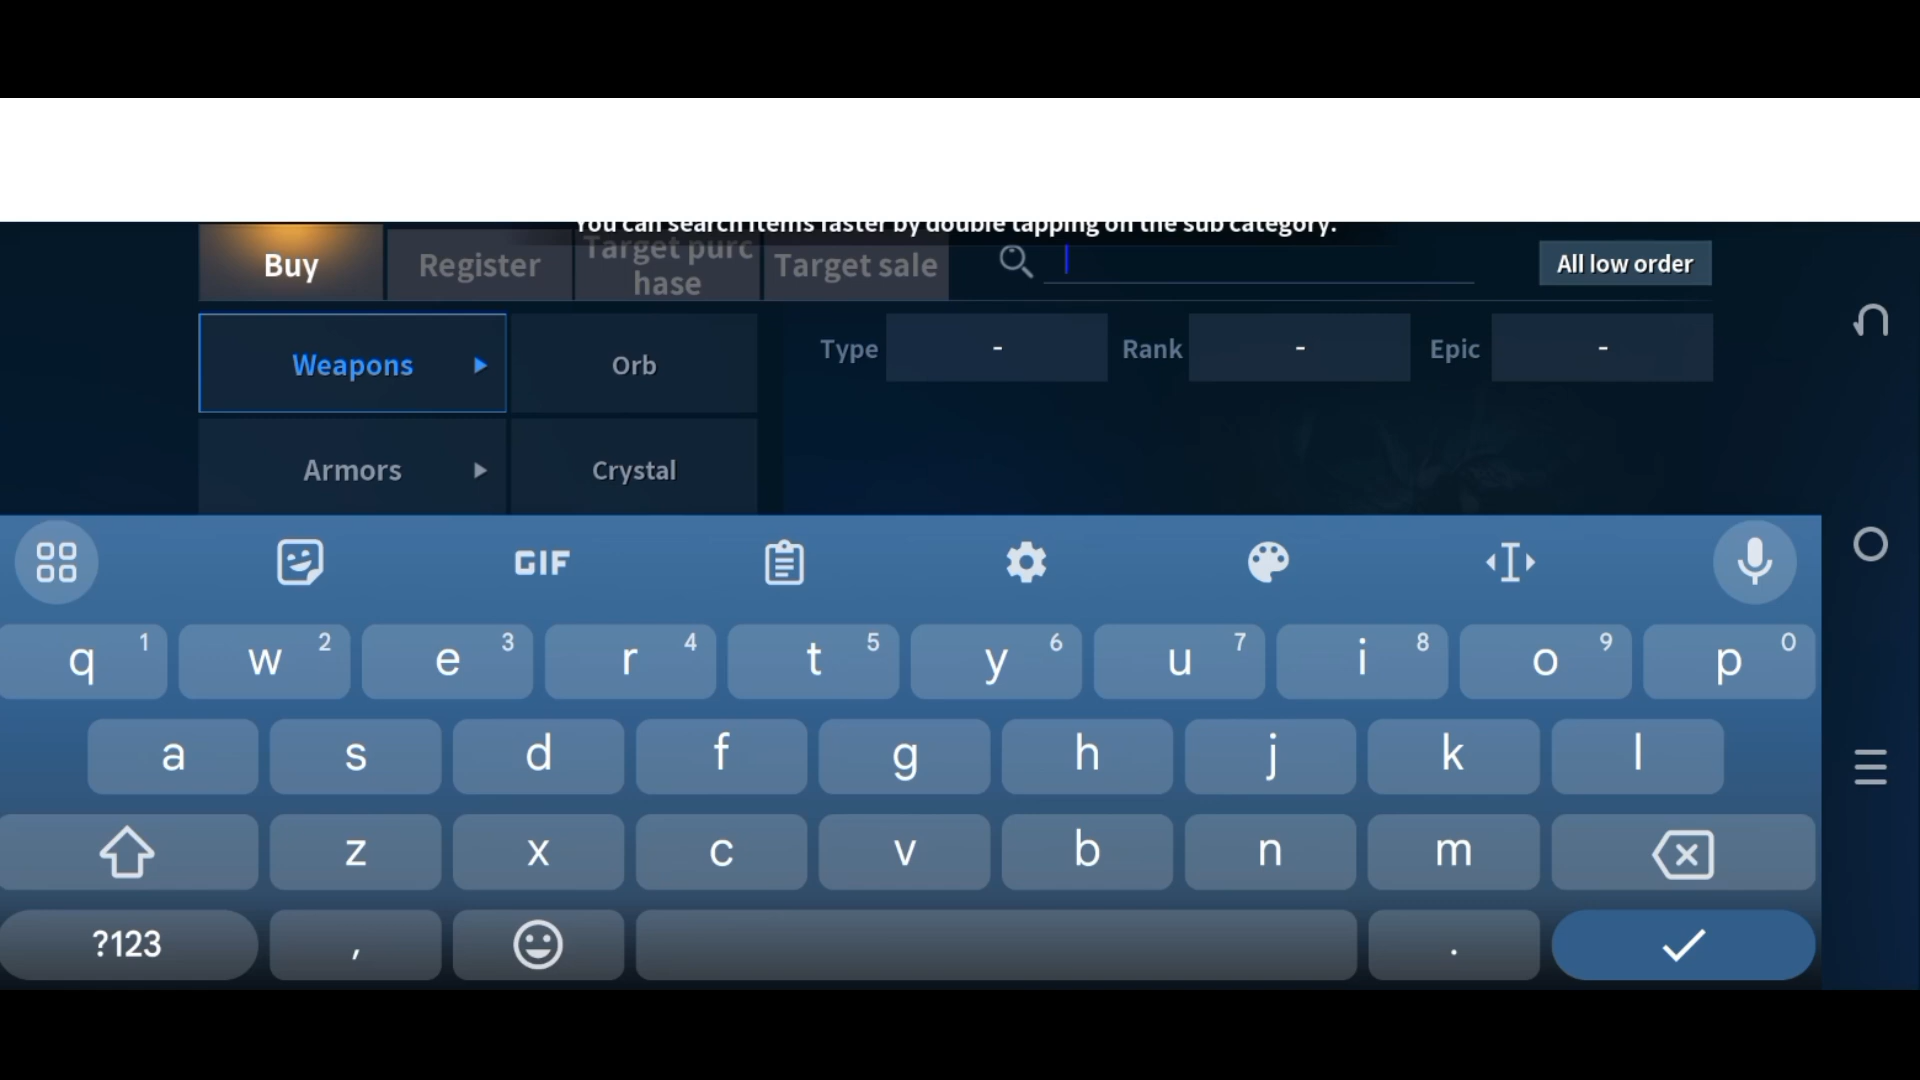 You can search items faster by double tapping on the sub category.
Buy
Register
Target purc
hase
Target sale
All low order
Weapons
Orb
Type
-
Rank
-
Epic
-
Armors
Crystal
GIF
q 1 w 2 e 3 r 4 t 5 y 6 u 7 i 8 o 9 p 0
a s d f g h j k l
z x c v b n m
?123 , .